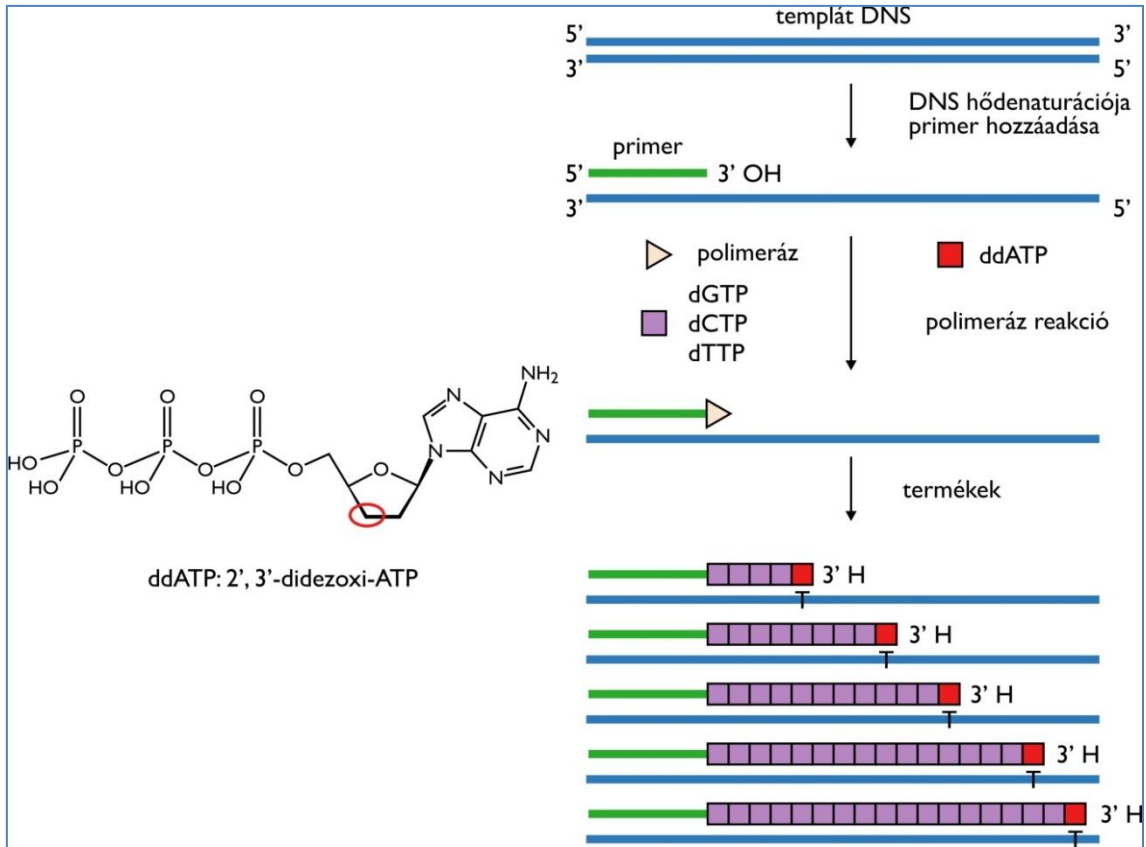 templát DNS
5’ 3’
3’ 5’
DNS hődenaturációja
primer hozzáadása
primer
5’ 3’ OH
3’ 5’
polimeráz
ddATP
dGTP
dCTP
dTTP
polimeráz reakció
NH₂
N N
N N N
O O O
HO P O P O P O O
HO HO HO
termékek
ddATP: 2’, 3’-didezoxi-ATP
3’ H
T
3’ H
T
3’ H
T
3’ H
T
3’ H
T